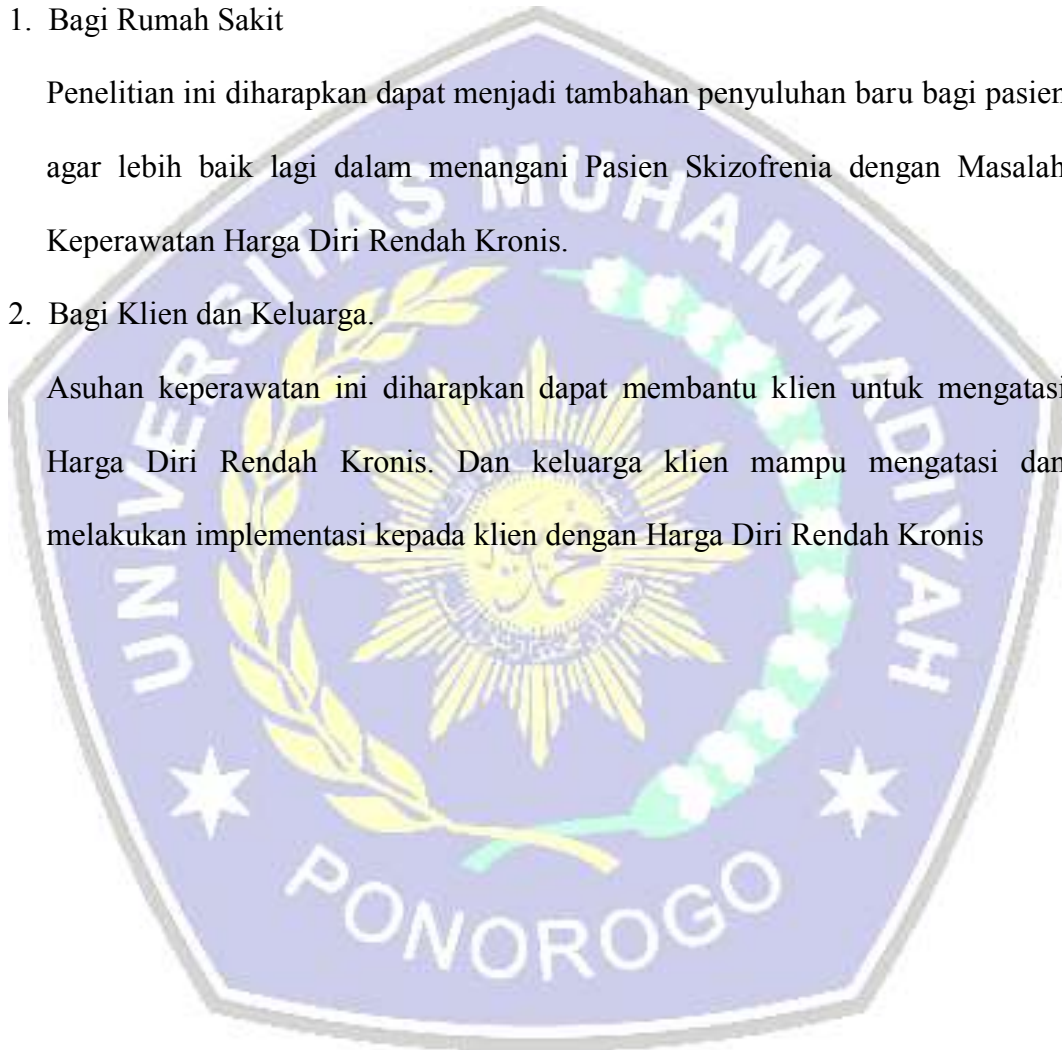 1. Bagi Rumah Sakit
Penelitian ini diharapkan dapat menjadi tambahan penyuluhan baru bagi pasien
agar lebih baik lagi dalam menangani Pasien Skizofrenia dengan Masalah
Keperawatan Harga Diri Rendah Kronis.
2. Bagi Klien dan Keluarga.
Asuhan keperawatan ini diharapkan dapat membantu klien untuk mengatasi
Harga Diri Rendah Kronis. Dan keluarga klien mampu mengatasi dan
melakukan implementasi kepada klien dengan Harga Diri Rendah Kronis
UNIVERSITAS MUHAMMADIYAH
PONOROGO